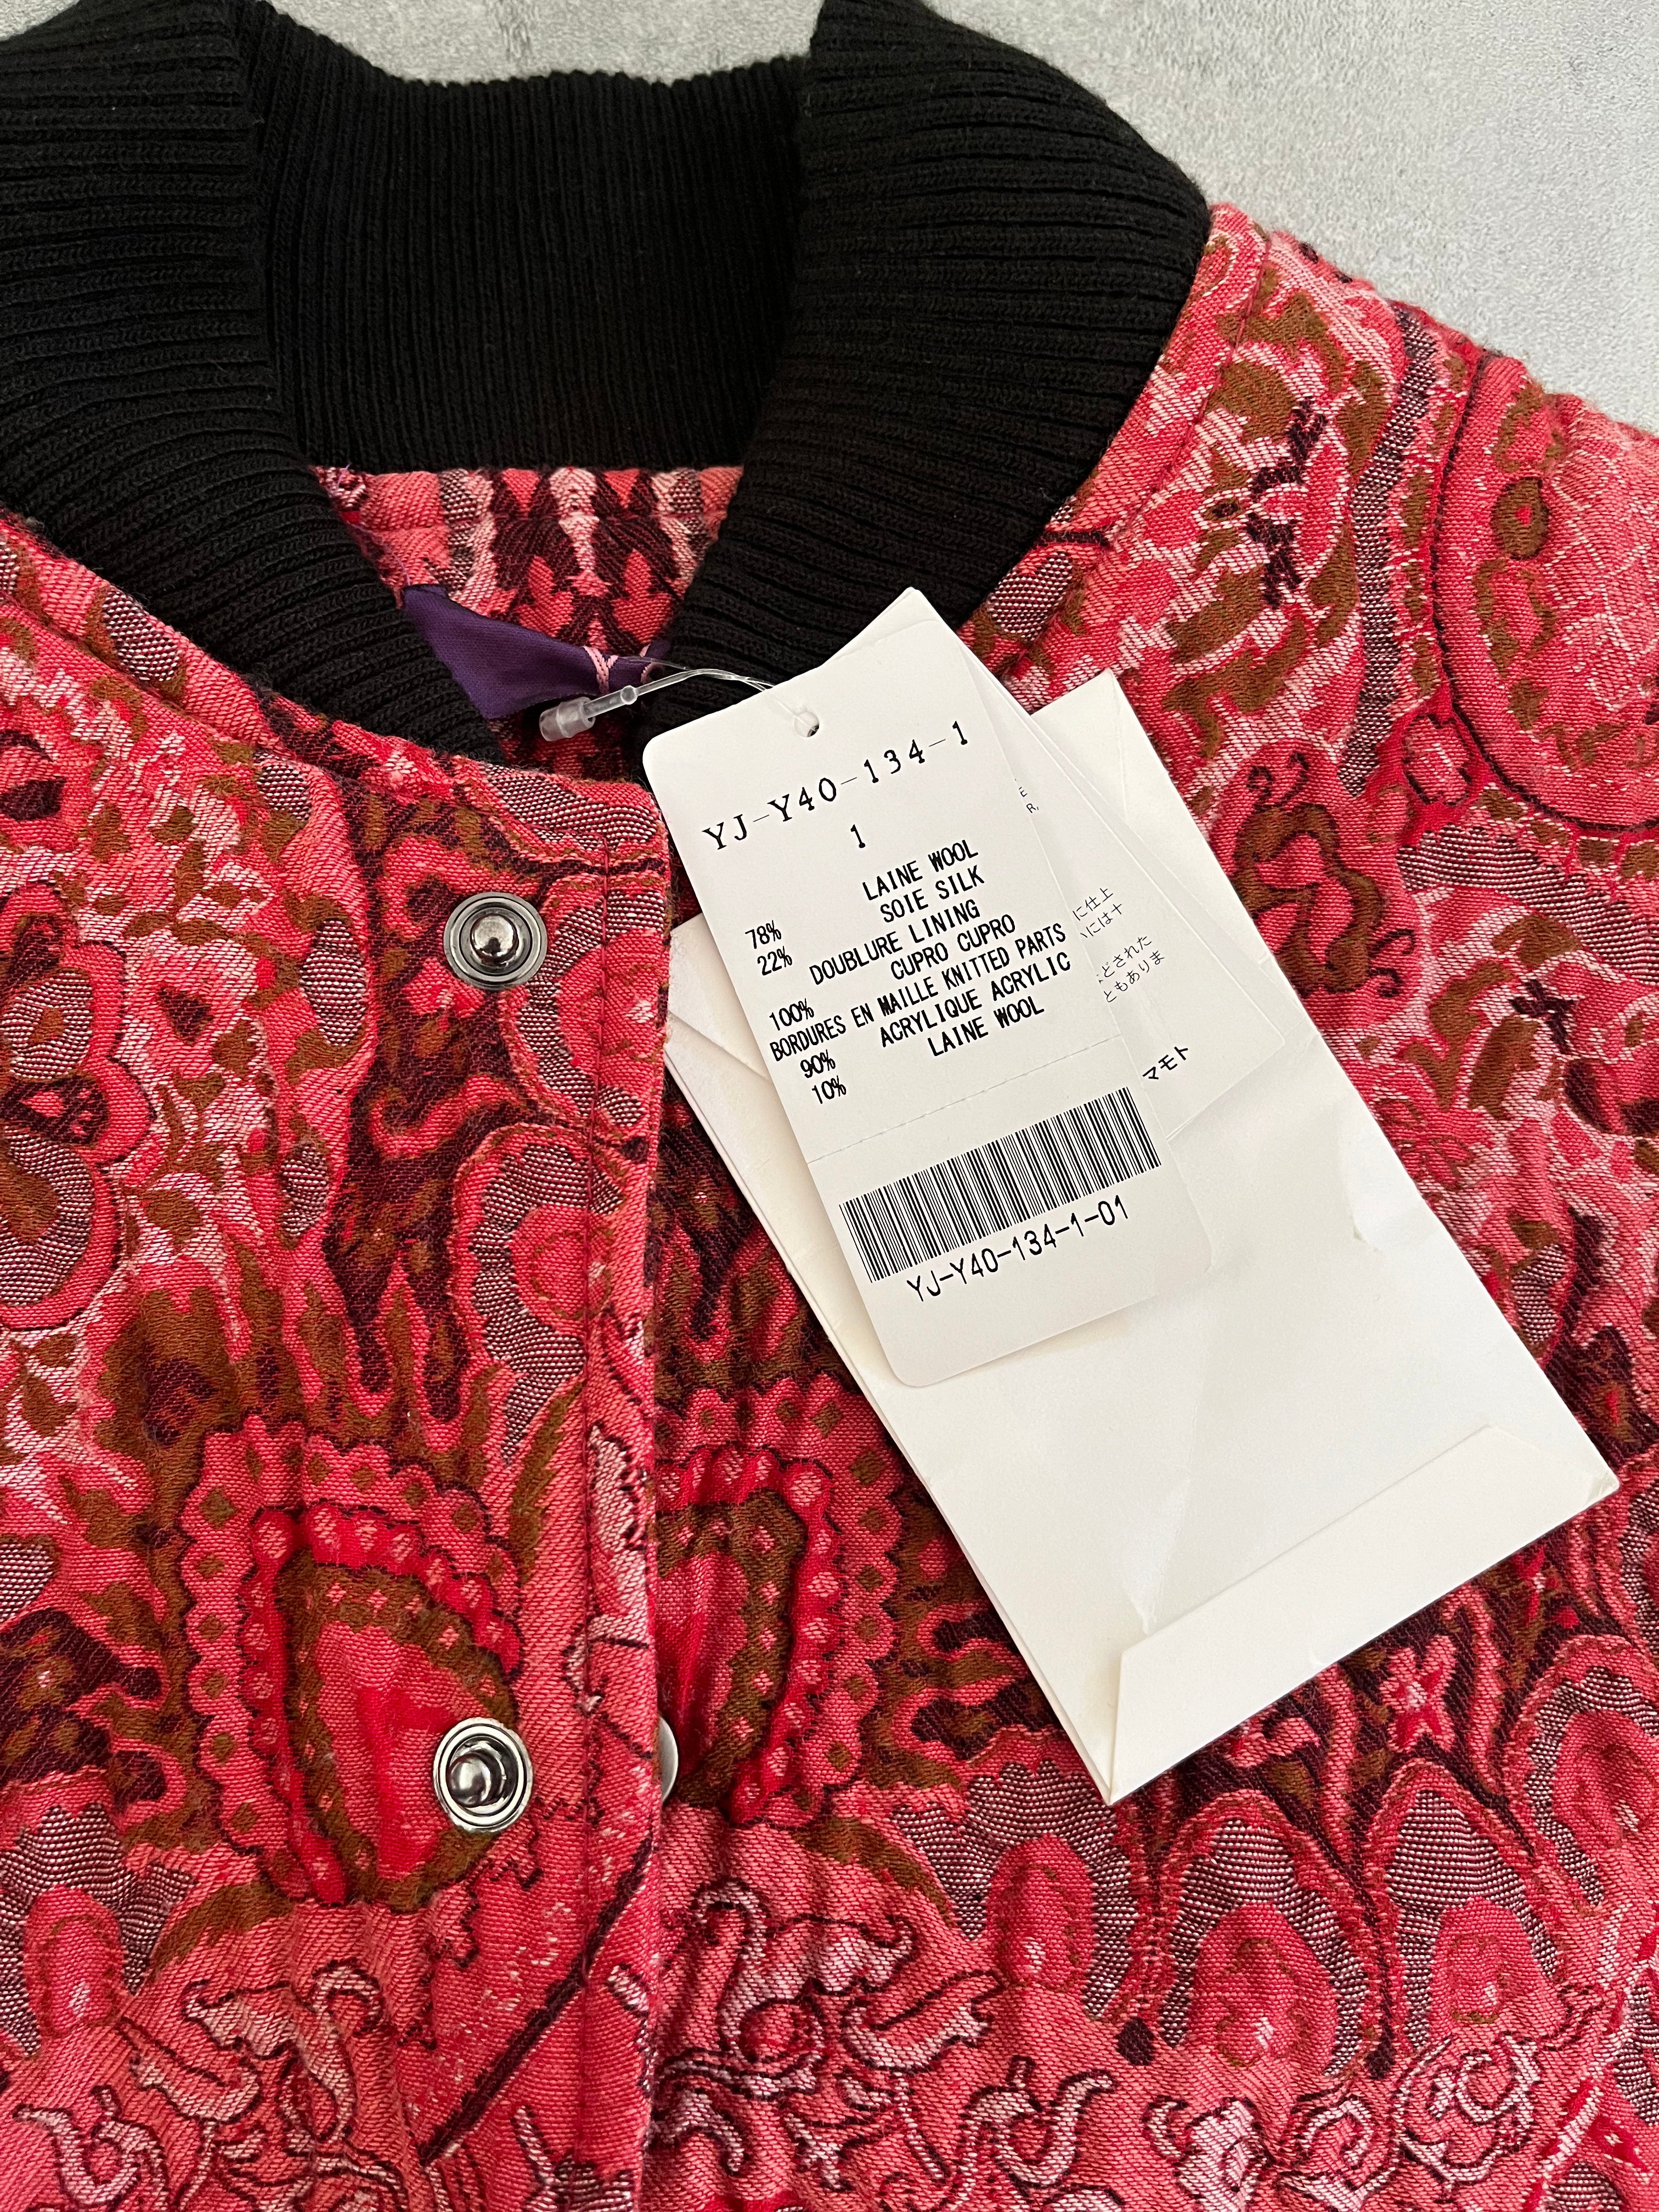 YJ-Y40-134-1
1
LAINE WOOL
78% SOIE SILK
22% DOUBLURE LINING
CUPRO CUPRO
100%
BORDURES EN MAILLE KNITTED PARTS
ACRYLIQUE ACRYLIC
90% LAINE WOOL
10%
YJ-Y40-134-1-01
E
R,
に仕上
には十
どされた
ともありま
マモト